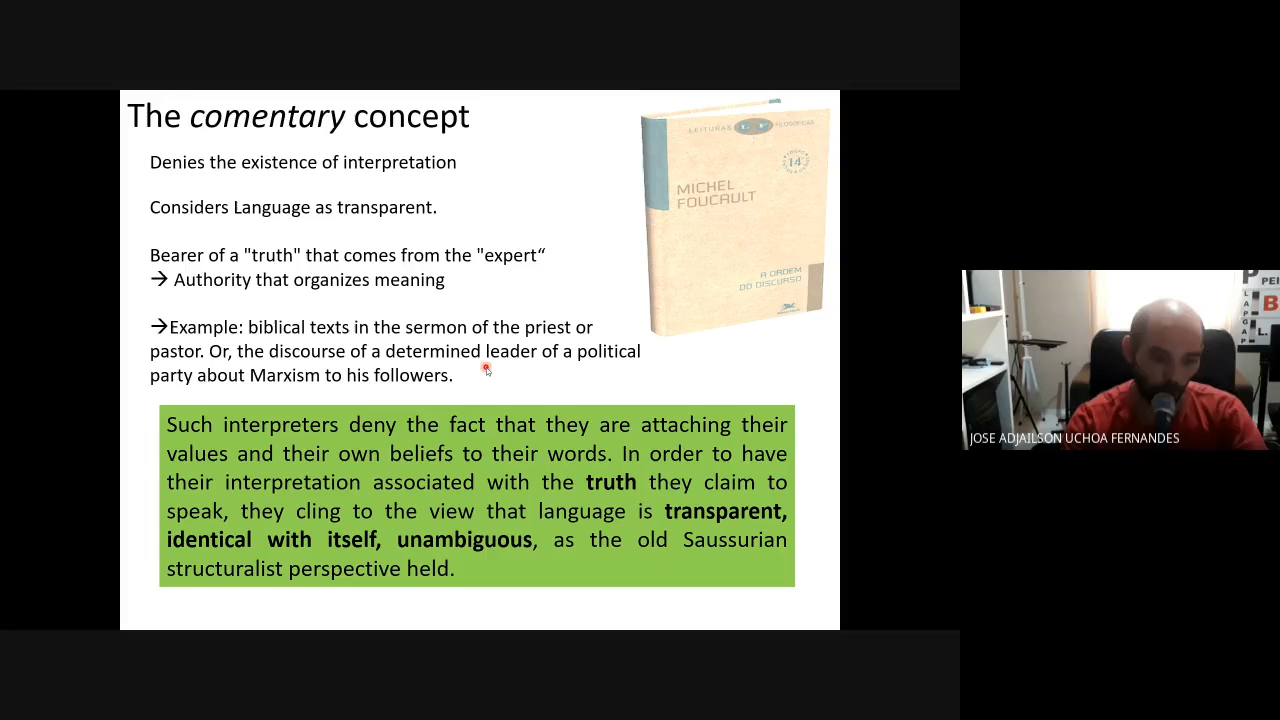 The comentary concept
Denies the existence of interpretation
Considers Language as transparent.
Bearer of a "truth" that comes from the "expert“
→ Authority that organizes meaning
→Example: biblical texts in the sermon of the priest or
pastor. Or, the discourse of a determined leader of a political
party about Marxism to his followers.
LEITURAS FILOSÓFICAS
14ª
MICHEL
FOUCAULT
A ORDEM
DO DISCURSO
Such interpreters deny the fact that they are attaching their
values and their own beliefs to their words. In order to have
their interpretation associated with the truth they claim to
speak, they cling to the view that language is transparent,
identical with itself, unambiguous, as the old Saussurian
structuralist perspective held.
P PEI
LAPGAP
B
L.
JOSE ADJAILSON UCHOA FERNANDES